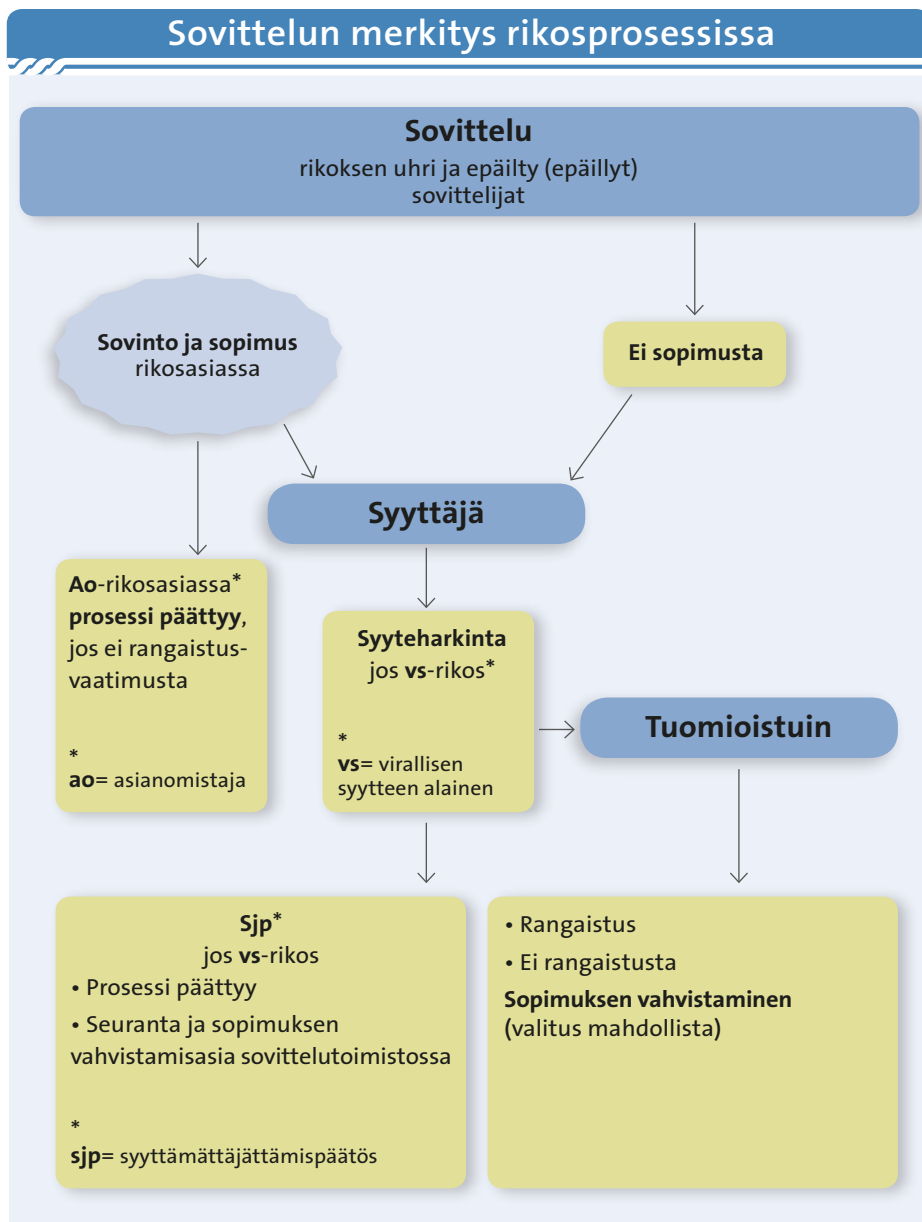 Sovittelun merkitys rikosprosessissa
Sovittelu
rikoksen uhri ja epäilty (epäillyt)
sovittelijat
Sovinto ja sopimus
rikosasiassa
Ei sopimusta
Syyttäjä
Ao-rikosasiassa*
prosessi päättyy,
jos ei rangaistus-
vaatimusta
*
ao= asianomistaja
Syyteharkinta
jos vs-rikos*
*
vs= virallisen
syytteen alainen
Tuomioistuin
Sjp*
jos vs-rikos
• Prosessi päättyy
• Seuranta ja sopimuksen
vahvistamisasia sovittelutoimistossa
*
sjp= syyttämättäjättämispäätös
• Rangaistus
• Ei rangaistusta
Sopimuksen vahvistaminen
(valitus mahdollista)